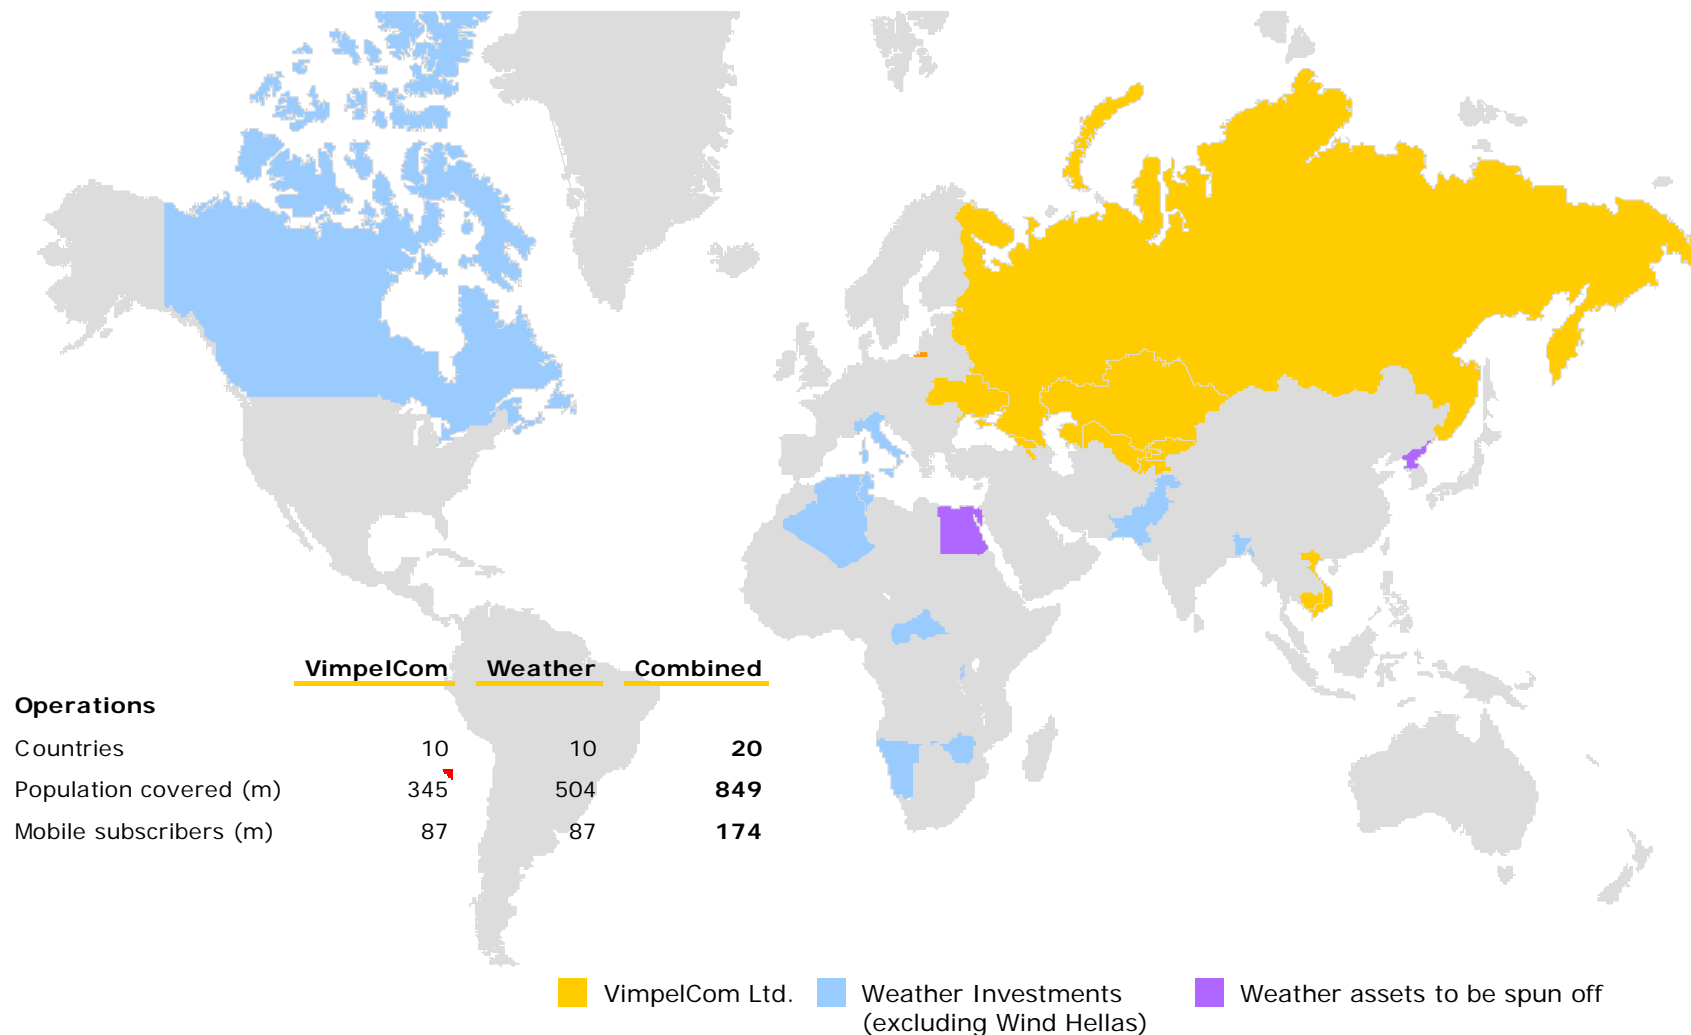 VimpelCom Weather Combined
Operations
Countries 10 10 20
Population covered (m) 345 504 849
Mobile subscribers (m) 87 87 174
VimpelCom Ltd. Weather Investments Weather assets to be spun off
(excluding Wind Hellas)